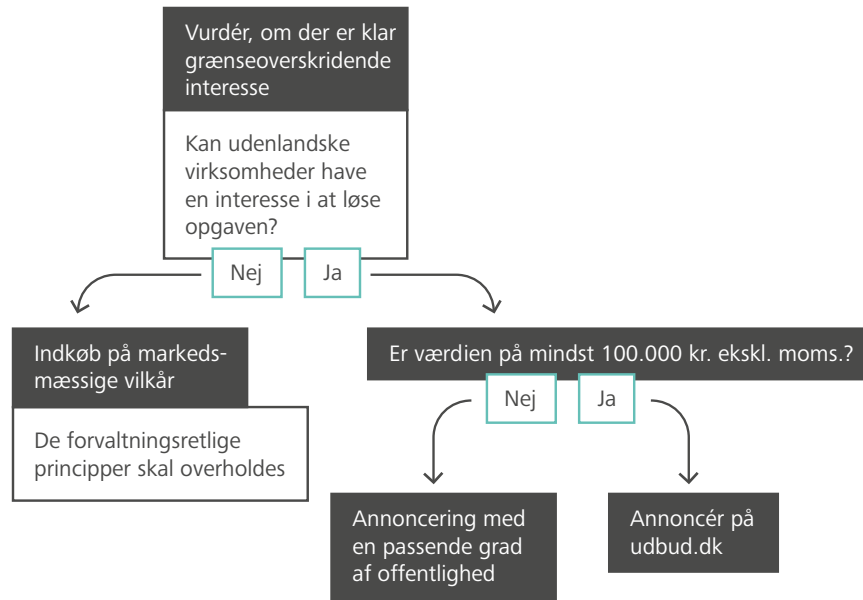 Vurdér, om der er klar
grænseoverskridende
interesse
Kan udenlandske
virksomheder have
en interesse i at løse
opgaven?
Nej
Ja
Indkøb på markeds-
mæssige vilkår
De forvaltningsretlige
principper skal overholdes
Er værdien på mindst 100.000 kr. ekskl. moms.?
Nej
Ja
Annoncering med
en passende grad
af offentlighed
Annoncér på
udbud.dk